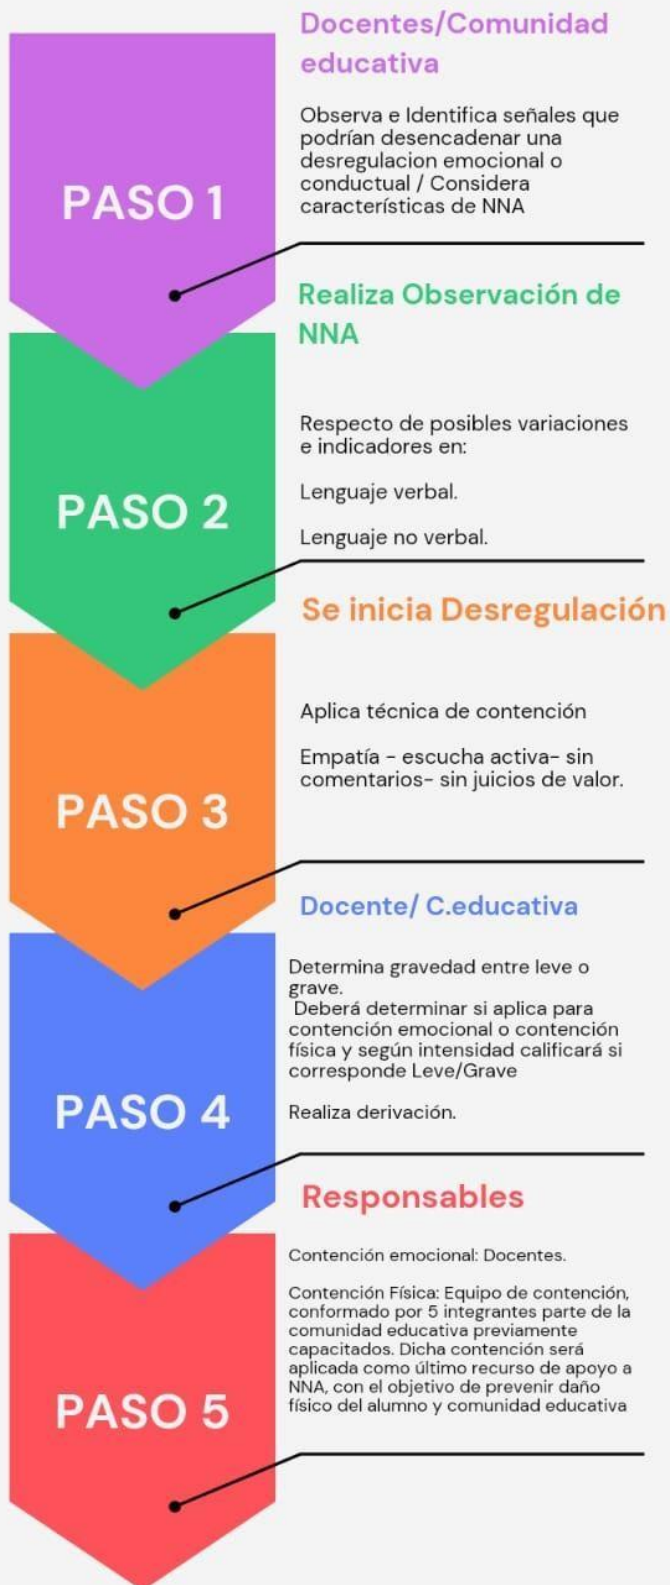 Docentes/Comunidad
educativa
Observa e Identifica señales que
podrían desencadenar una
desregulacion emocional o
conductual / Considera
características de NNA
PASO 1
Realiza Observación de
NNA
Respecto de posibles variaciones
e indicadores en:
Lenguaje verbal.
Lenguaje no verbal.
PASO 2
Se inicia Desregulación
Aplica técnica de contención
Empatía - escucha activa- sin
comentarios- sin juicios de valor.
PASO 3
Docente/ C.educativa
Determina gravedad entre leve o
grave.
Deberá determinar si aplica para
contención emocional o contención
física y según intensidad calificará si
corresponde Leve/Grave
Realiza derivación.
PASO 4
Responsables
Contención emocional: Docentes.
Contención Física: Equipo de contención,
conformado por 5 integrantes parte de la
comunidad educativa previamente
capacitados. Dicha contención será
aplicada como último recurso de apoyo a
NNA, con el objetivo de prevenir daño
físico del alumno y comunidad educativa
PASO 5